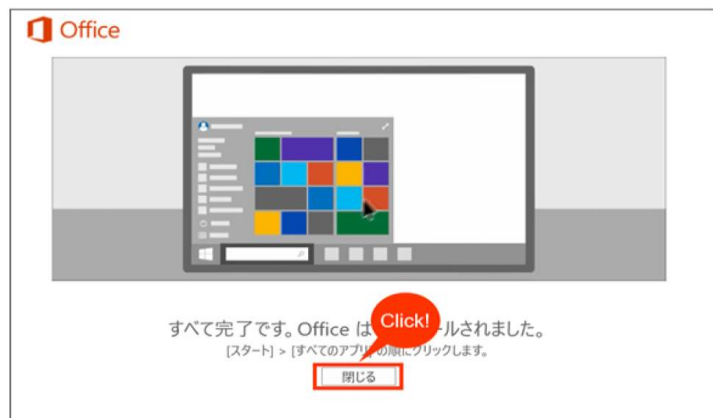 Office
すべて完了です。Office は
Click!
ールされました。
[スタート] > [すべてのアプリ] の順にクリックします。
閉じる